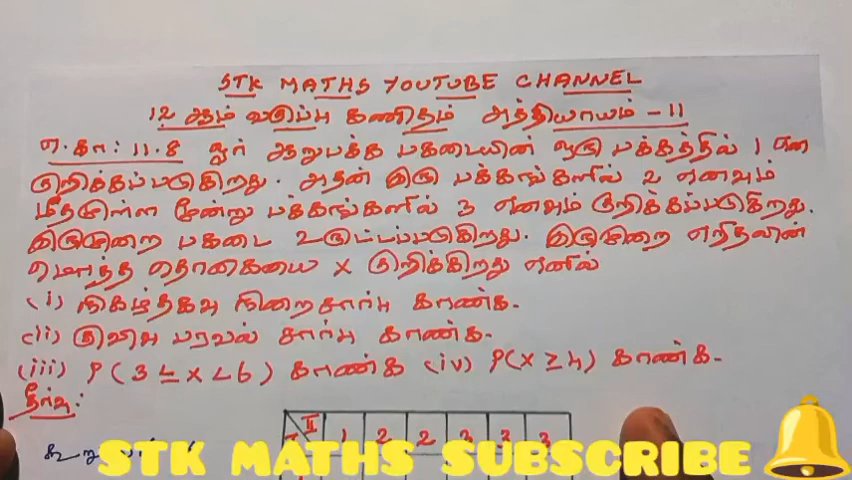 STK MATHS YOUTUBE CHANNEL
12 ஆம் வகுப்பு கணிதம் அத்தியாயம் - 11
எ.கா: 11.8 ஓர் ஆறுபக்க பகடையின் ஒரு பக்கத்தில் 1 என
குறிக்கப்படுகிறது. அதன் இரு பக்கங்களில் 2 எனவும்
மீதமுள்ள மூன்று பக்கங்களில் 3 எனவும் குறிக்கப்படுகிறது.
இருமுறை பகடை உருட்டப்படுகிறது. இருமுறை எறிதலின்
மொத்த தொகையை X குறிக்கிறது எனில்
(i) நிகழ்தகவு நிறை சார்பு காண்க.
(ii) குவிவு பரவல் சார்பு காண்க.
(iii) P(3 ≤ X < 6) காண்க (iv) P(X ≥ 4) காண்க.
தீர்வு:
II
I 1 2 2 3 3 3
STK MATHS SUBSCRIBE